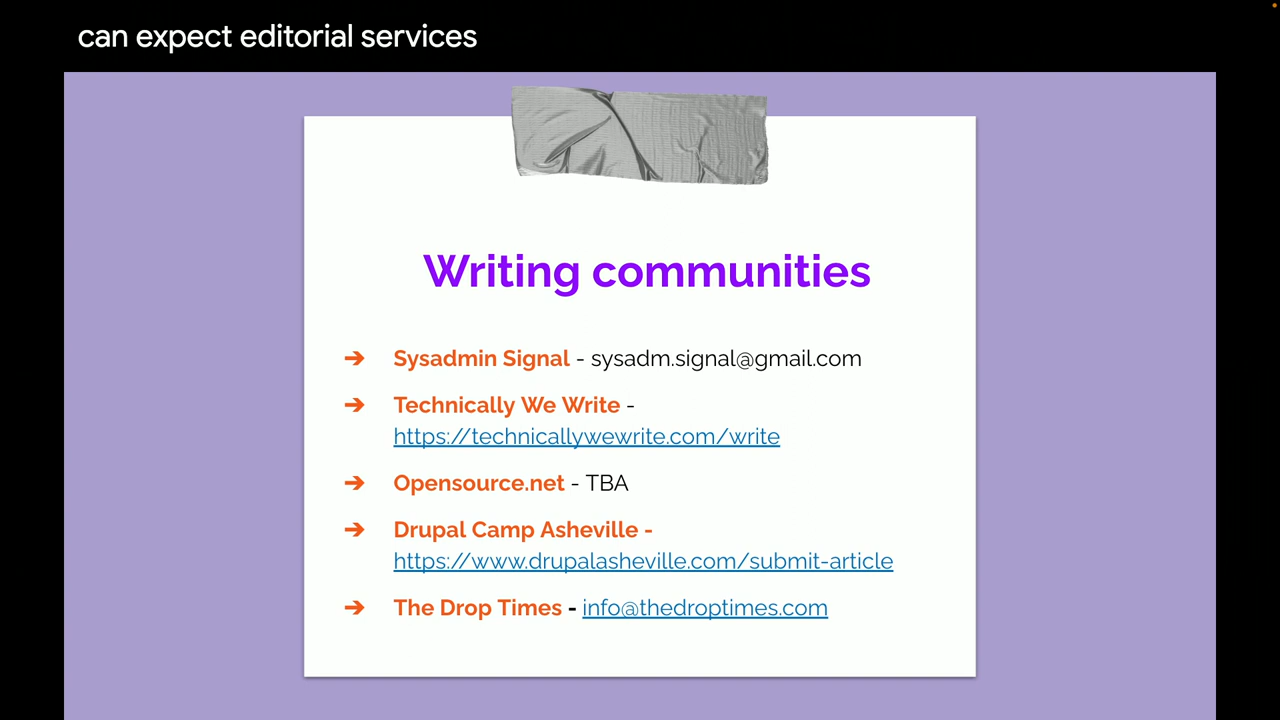 can expect editorial services
Writing communities
➔ Sysadmin Signal - sysadm.signal@gmail.com
➔ Technically We Write -
https://technicallywewrite.com/write
➔ Opensource.net - TBA
➔ Drupal Camp Asheville -
https://www.drupalasheville.com/submit-article
➔ The Drop Times - info@thedroptimes.com